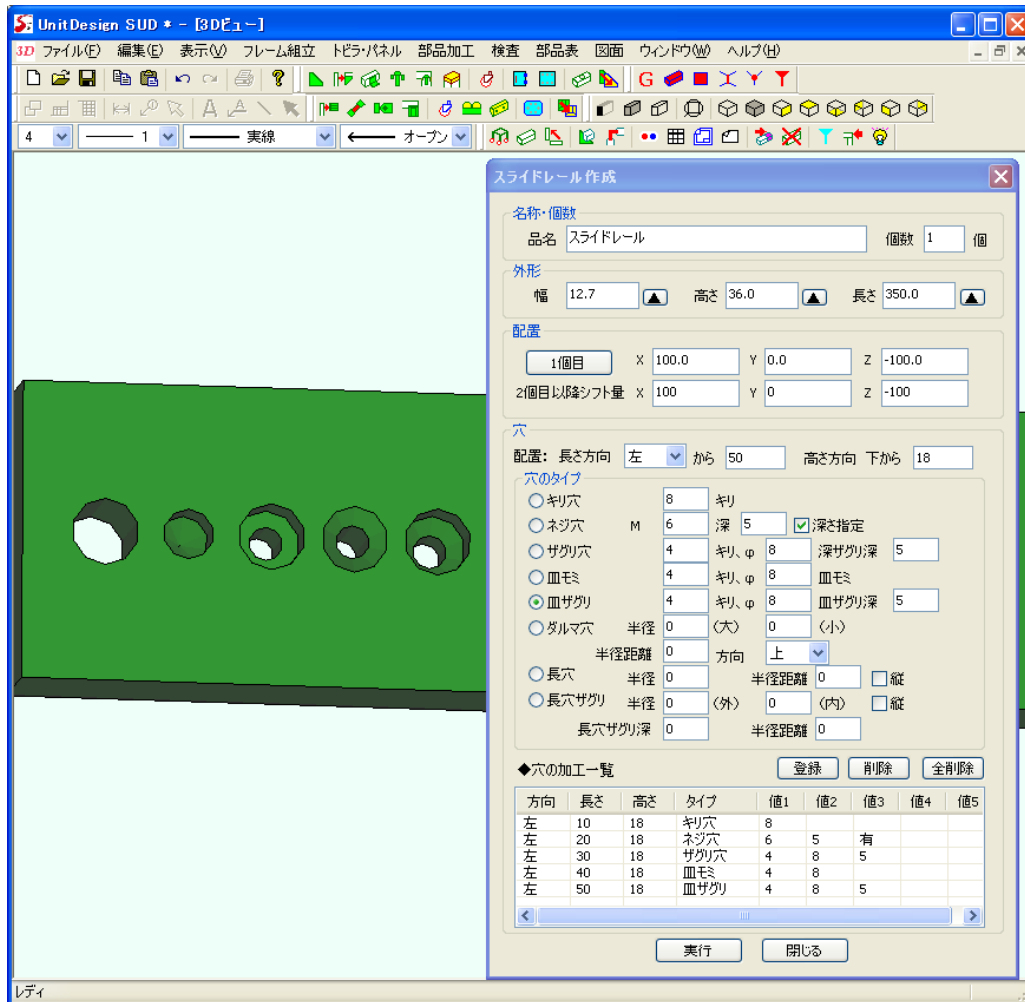 UnitDesign SUD * - [3Dビュー]
3D ファイル(F) 編集(E) 表示(V) フレーム組立 トビラ・パネル 部品加工 検査 部品表 図面 ウィンドウ(W) ヘルプ(H)
4 1 実線 オープン
スライドレール作成
名称・個数
品名 スライドレール 個数 1 個
外形
幅 12.7 高さ 36.0 長さ 350.0
配置
1個目 X 100.0 Y 0.0 Z -100.0
2個目以降シフト量 X 100 Y 0 Z -100
穴
配置: 長さ方向 左 から 50 高さ方向 下から 18
穴のタイプ
キリ穴 8 キリ
ネジ穴 M 6 深 5 深さ指定
ザグリ穴 4 キリ、φ 8 深ザグリ深 5
皿モミ 4 キリ、φ 8 皿モミ
皿ザグリ 4 キリ、φ 8 皿ザグリ深 5
ダルマ穴 半径 0 (大) 0 (小)
半径距離 0 方向 上
長穴 半径 0 半径距離 0 縦
長穴ザグリ 半径 0 (外) 0 (内) 縦
長穴ザグリ深 0 半径距離 0
◆穴の加工一覧 登録 削除 全削除
方向 長さ 高さ タイプ 値1 値2 値3 値4 値5
左 10 18 キリ穴 8
左 20 18 ネジ穴 6 5 有
左 30 18 ザグリ穴 4 8 5
左 40 18 皿モミ 4 8
左 50 18 皿ザグリ 4 8 5
実行 閉じる
レディ